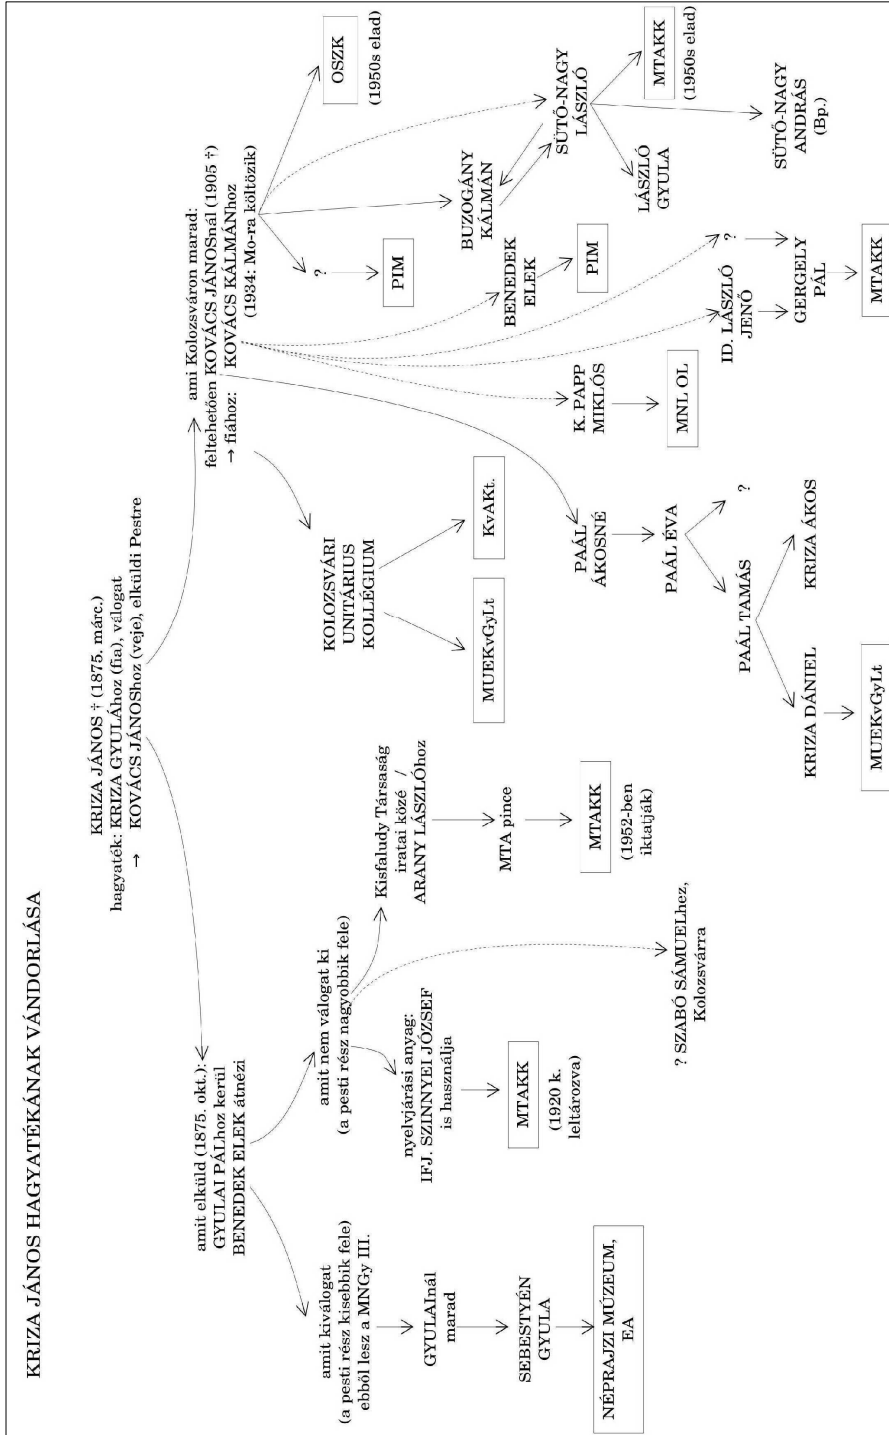 KRIZA JÁNOS HAGYATÉKÁNAK VÁNDORLÁSA
KRIZA JÁNOS † (1875. márc.)
hagyaték: KRIZA GYULÁhoz (fia), válogat
→ KOVÁCS JÁNOShoz (veje), elküldi Pestre
amit elküld (1875. okt.):
GYULAI PÁLhoz kerül
BENEDEK ELEK átnézi
amit kiválogat
(a pesti rész kisebbik fele)
ebből lesz a MNGy III.
GYULAInál
marad
SEBESTYÉN
GYULA
NÉPRAJZI MÚZEUM,
EA
amit nem válogat ki
(a pesti rész nagyobbik fele)
nyelvjárási anyag:
IFJ. SZINNYEI JÓZSEF
is használja
MTAKK
(1920 k.
leltározva)
Kisfaludy Társaság
iratai közé /
ARANY LÁSZLÓhoz
MTA pince
MTAKK
(1952-ben
iktatják)
? SZABÓ SÁMUELhez,
Kolozsvárra
ami Kolozsváron marad:
feltehetően KOVÁCS JÁNOSnál (1905 †)
→ fiához: KOVÁCS KÁLMÁNhoz
(1934: Mo-ra költözik)
KOLOZSVÁRI
UNITÁRIUS
KOLLÉGIUM
MUEKvGyLt
KvAKt.
PAÁL
ÁKOSNÉ
PAÁL ÉVA
PAÁL TAMÁS
?
KRIZA DÁNIEL
KRIZA ÁKOS
MUEKvGyLt
K. PAPP
MIKLÓS
MNL OL
ID. LÁSZLÓ
JENŐ
?
GERGELY
PÁL
MTAKK
BENEDEK
ELEK
PIM
?
PIM
BUZOGÁNY
KÁLMÁN
SÜTŐ-NAGY
LÁSZLÓ
LÁSZLÓ
GYULA
SÜTŐ-NAGY
ANDRÁS
(Bp.)
MTAKK
(1950s elad)
OSZK
(1950s elad)